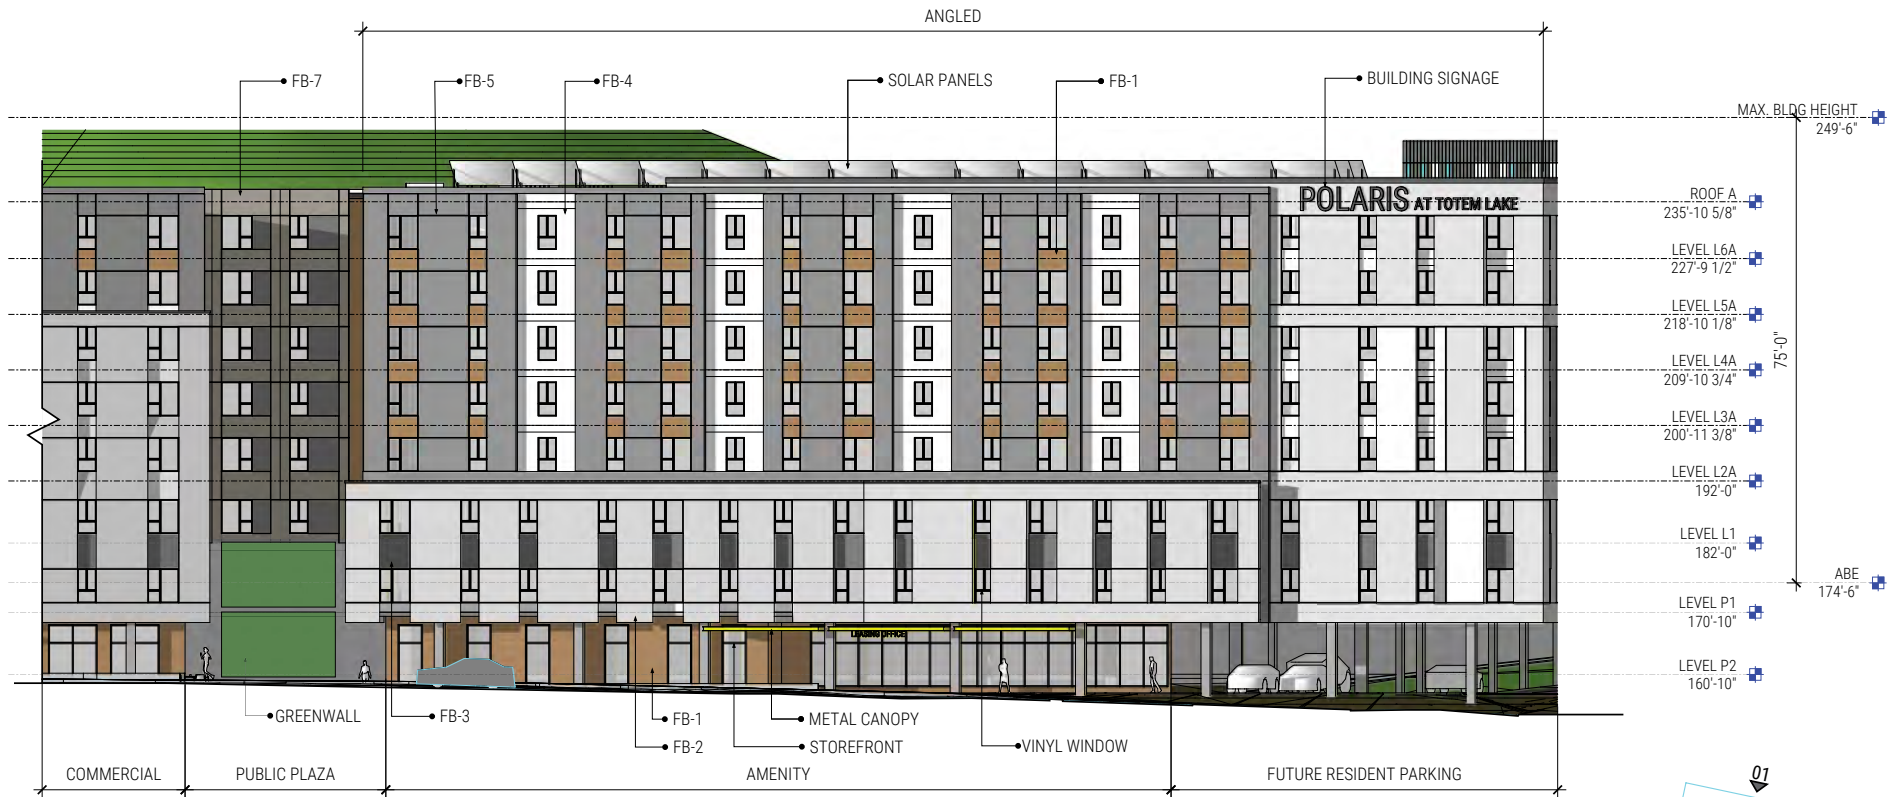 ANGLED
FB-7
FB-5
FB-4
SOLAR PANELS
FB-1
BUILDING SIGNAGE
MAX. BLDG HEIGHT
249'-6"
POLARIS AT TOTEM LAKE
ROOF A
235'-10 5/8"
LEVEL L6A
227'-9 1/2"
LEVEL L5A
218'-10 1/8"
75'-0"
LEVEL L4A
209'-10 3/4"
LEVEL L3A
200'-11 3/8"
LEVEL L2A
192'-0"
LEVEL L1
182'-0"
ABE
174'-6"
LEVEL P1
170'-10"
LEASING OFFICE
LEVEL P2
160'-10"
GREENWALL
FB-3
FB-1
FB-2
METAL CANOPY
STOREFRONT
VINYL WINDOW
COMMERCIAL
PUBLIC PLAZA
AMENITY
FUTURE RESIDENT PARKING
01